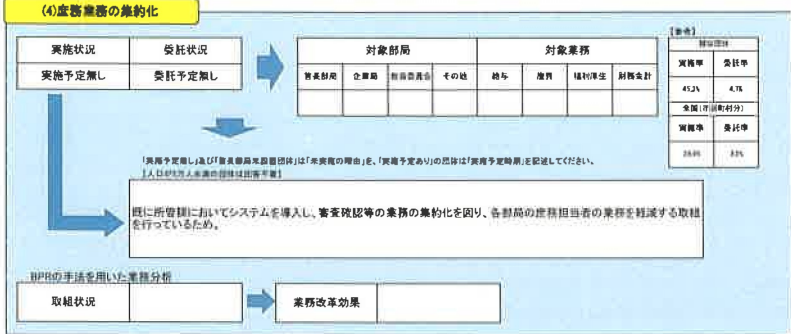 (4)庶務業務の集約化
【参考】
実施状況
委託状況
実施予定無し
委託予定無し
対象部局
対象業務
首長部局
企業局
教育委員会
その他
給与
旅費
福利厚生
財務会計
実施率
委託率
4.7%
全国(市区町村分)
実施率
委託率
「実施予定無し」及び「首長部局未設置団体」は「未実施の理由」を、「実施予定あり」の団体は「実施予定時期」を記述してください。
【人口が5万人未満の団体は回答不要】
既に所管課においてシステムを導入し、審査確認等の業務の集約化を図り、各部局の庶務担当者の業務を軽減する取組
を行っているため。
BPRの手法を用いた業務分析
取組状況
業務改革効果